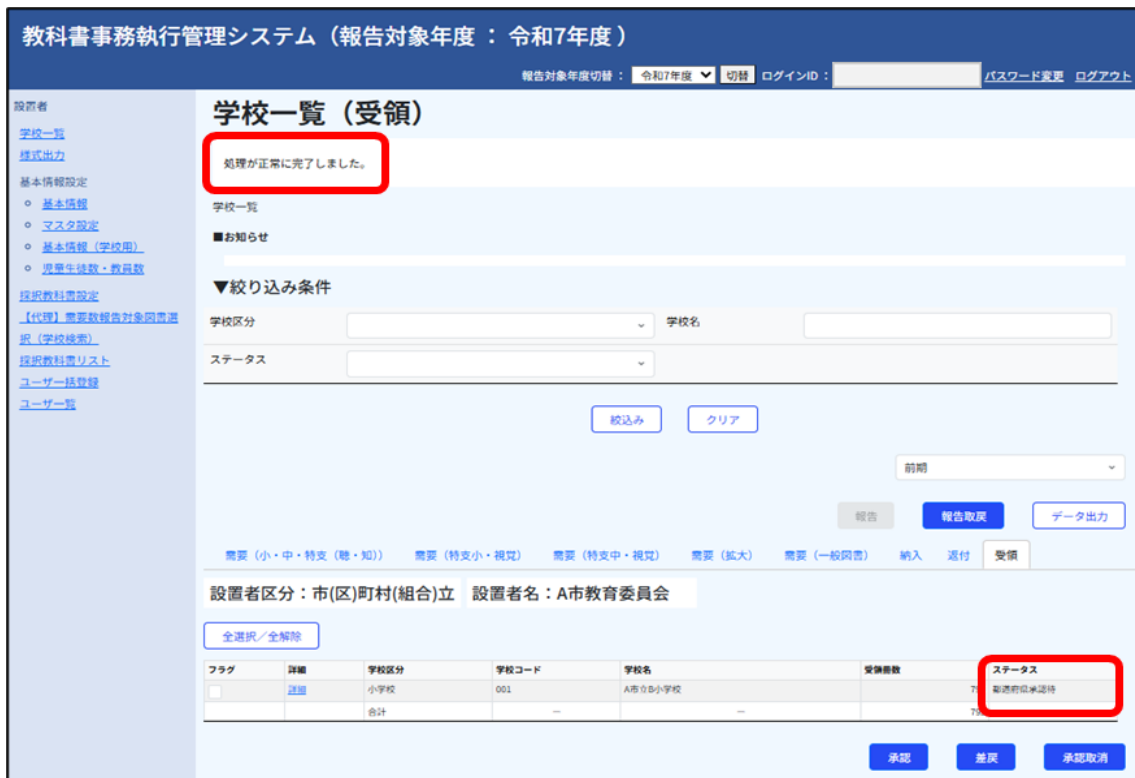 教科書事務執行管理システム（報告対象年度 ： 令和7年度 ）
報告対象年度切替 ： 令和7年度 切替 ログインID ： パスワード変更 ログアウト
設置者
学校一覧
様式出力
基本情報設定
基本情報
マスタ設定
基本情報（学校用）
児童生徒数・教員数
採択教科書設定
【代理】需要数報告対象図書選
択（学校検索）
採択教科書リスト
ユーザ一括登録
ユーザ一覧
学校一覧（受領）
処理が正常に完了しました。
学校一覧
■お知らせ
▼絞り込み条件
学校区分 学校名
ステータス
絞込み クリア
前期
報告 報告取戻 データ出力
需要（小・中・特支（聴・知）） 需要（特支小・視覚） 需要（特支中・視覚） 需要（拡大） 需要（一般図書） 納入 返付 受領
設置者区分：市(区)町村(組合)立 設置者名：A市教育委員会
全選択／全解除
フラグ 詳細 学校区分 学校コード 学校名 受領冊数 ステータス
詳細 小学校 001 A市立B小学校 都道府県承認待
合計 － －
承認 差戻 承認取消